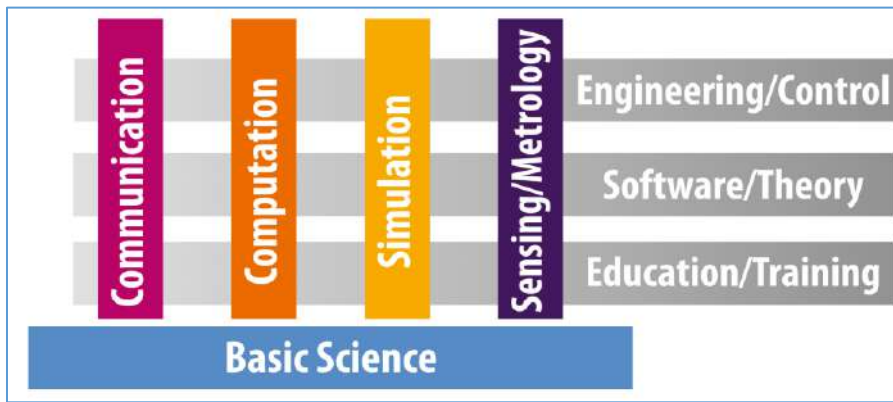 Communication
Computation
Simulation
Sensing/Metrology
Engineering/Control
Software/Theory
Education/Training
Basic Science